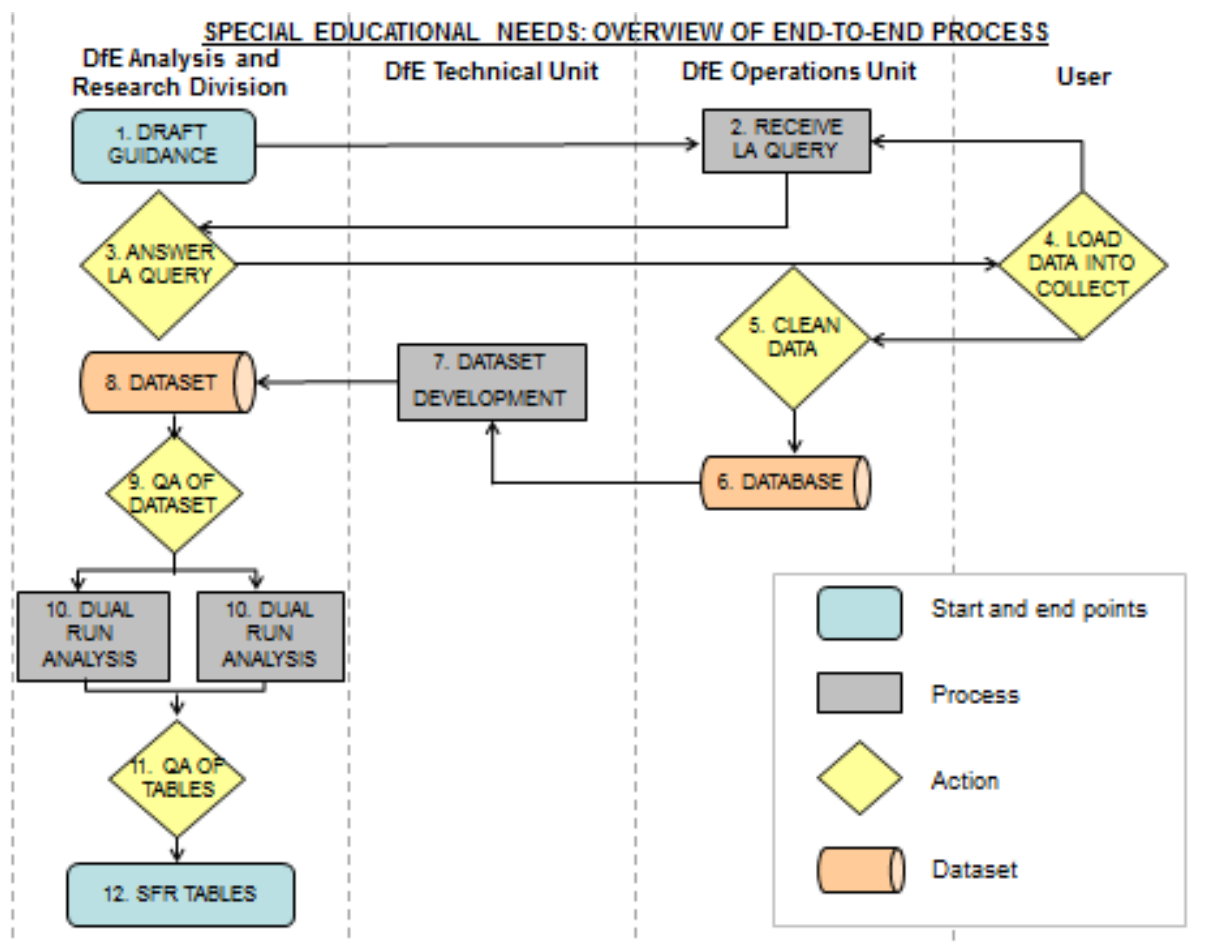 SPECIAL EDUCATIONAL NEEDS: OVERVIEW OF END-TO-END PROCESS
DfE Analysis and
Research Division
DfE Technical Unit
DfE Operations Unit
User
1. DRAFT
GUIDANCE
2. RECEIVE
LA QUERY
3. ANSWER
LA QUERY
4. LOAD
DATA INTO
COLLECT
5. CLEAN
DATA
6. DATABASE
7. DATASET
DEVELOPMENT
8. DATASET
9. QA OF
DATASET
10. DUAL
RUN
ANALYSIS
10. DUAL
RUN
ANALYSIS
11. QA OF
TABLES
12. SFR TABLES
Start and end points
Process
Action
Dataset